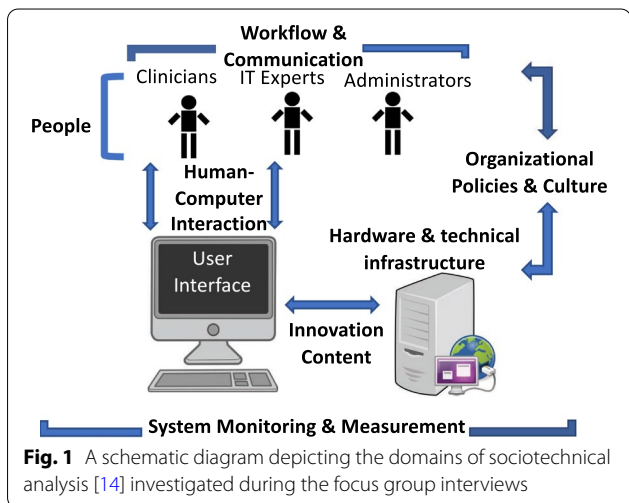 Workflow &
Communication
Clinicians IT Experts Administrators
People
Human-
Computer
Interaction
Organizational
Policies & Culture
User
Interface
Hardware & technical
infrastructure
Innovation
Content
System Monitoring & Measurement
Fig. 1 A schematic diagram depicting the domains of sociotechnical
analysis [14] investigated during the focus group interviews